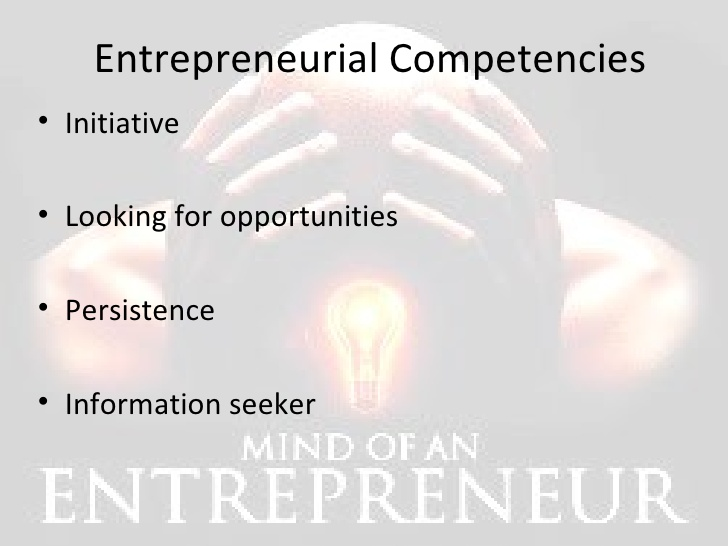 Entrepreneurial Competencies
• Initiative
• Looking for opportunities
• Persistence
• Information seeker
MIND OF AN
ENTREPRENEUR